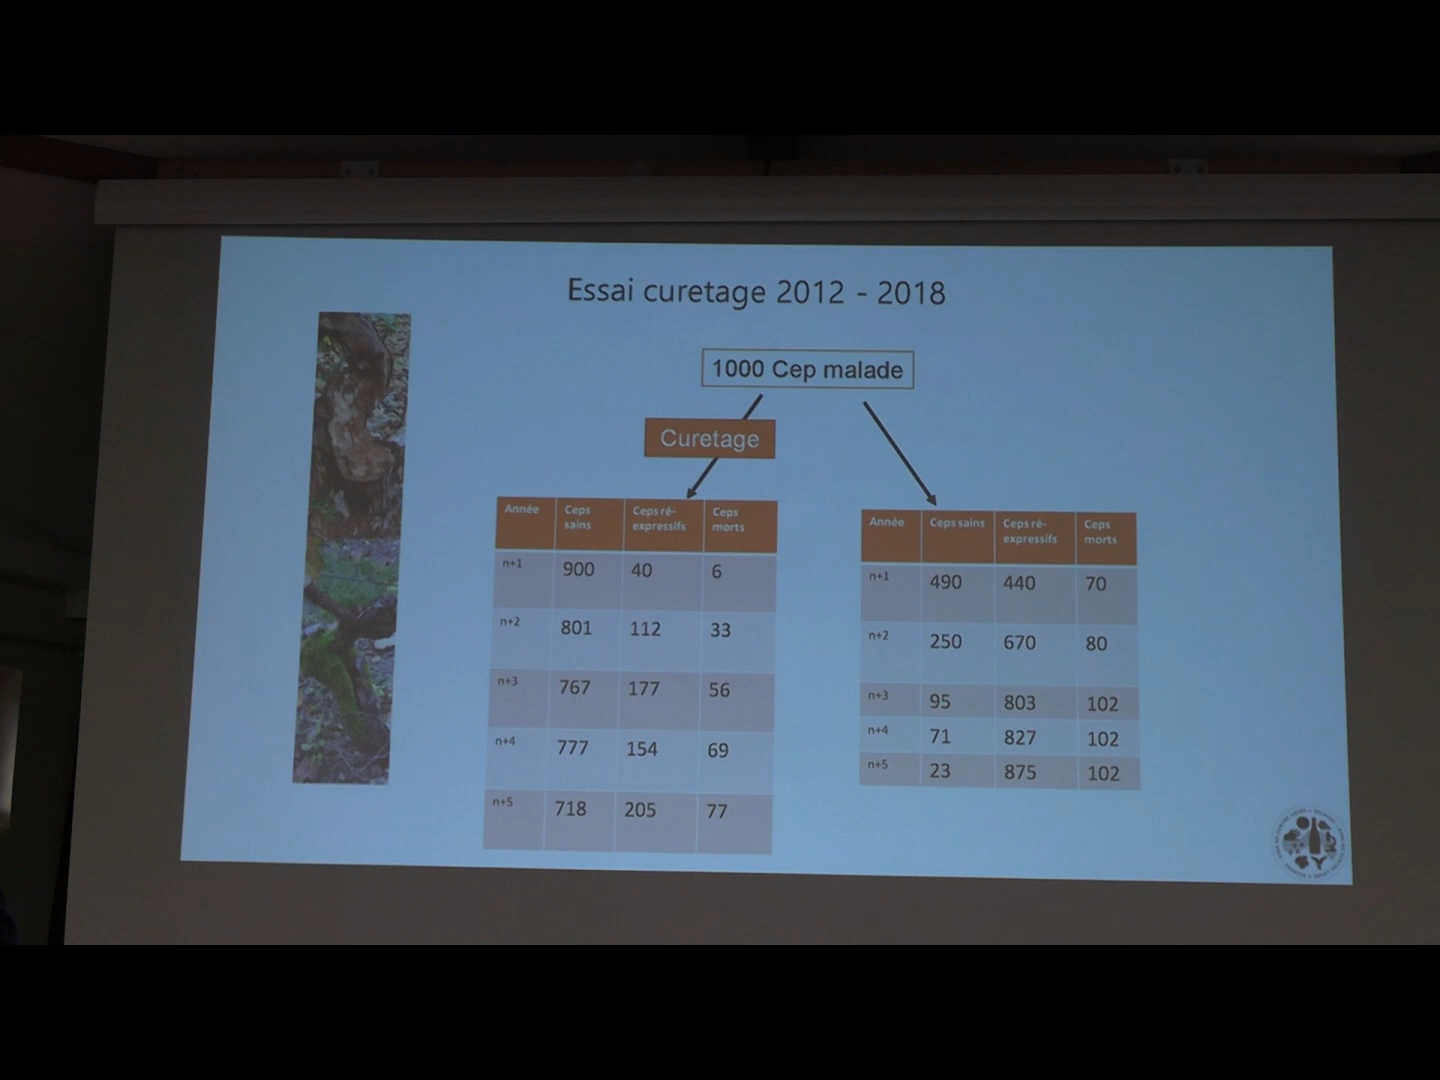 Essai curetage 2012 - 2018
1000 Cep malade
Curetage
Année Ceps sains Ceps ré-expressifs Ceps morts
n+1 900 40 6
n+2 801 112 33
n+3 767 177 56
n+4 777 154 69
n+5 718 205 77
Année Ceps sains Ceps ré-expressifs Ceps morts
n+1 490 440 70
n+2 250 670 80
n+3 95 803 102
n+4 71 827 102
n+5 23 875 102